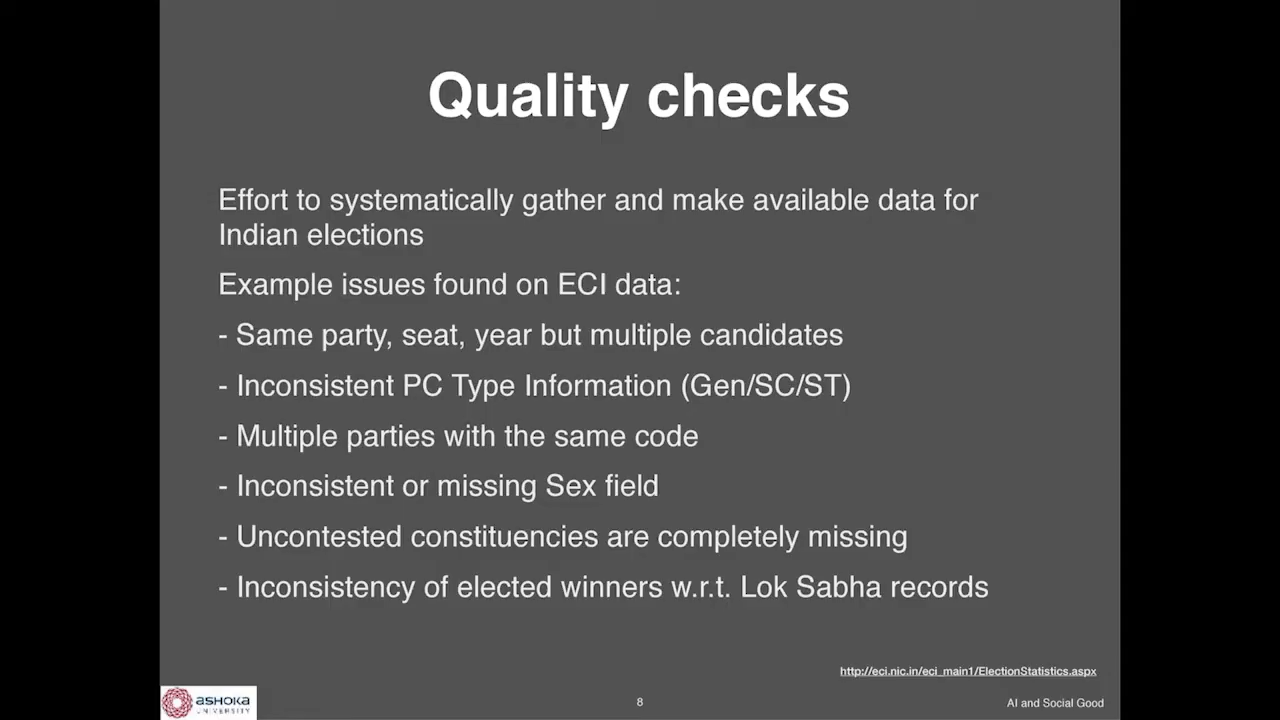 Quality checks
Effort to systematically gather and make available data for
Indian elections
Example issues found on ECI data:
- Same party, seat, year but multiple candidates
- Inconsistent PC Type Information (Gen/SC/ST)
- Multiple parties with the same code
- Inconsistent or missing Sex field
- Uncontested constituencies are completely missing
- Inconsistency of elected winners w.r.t. Lok Sabha records
http://eci.nic.in/eci_main1/ElectionStatistics.aspx
ASHOKA
UNIVERSITY
8
AI and Social Good